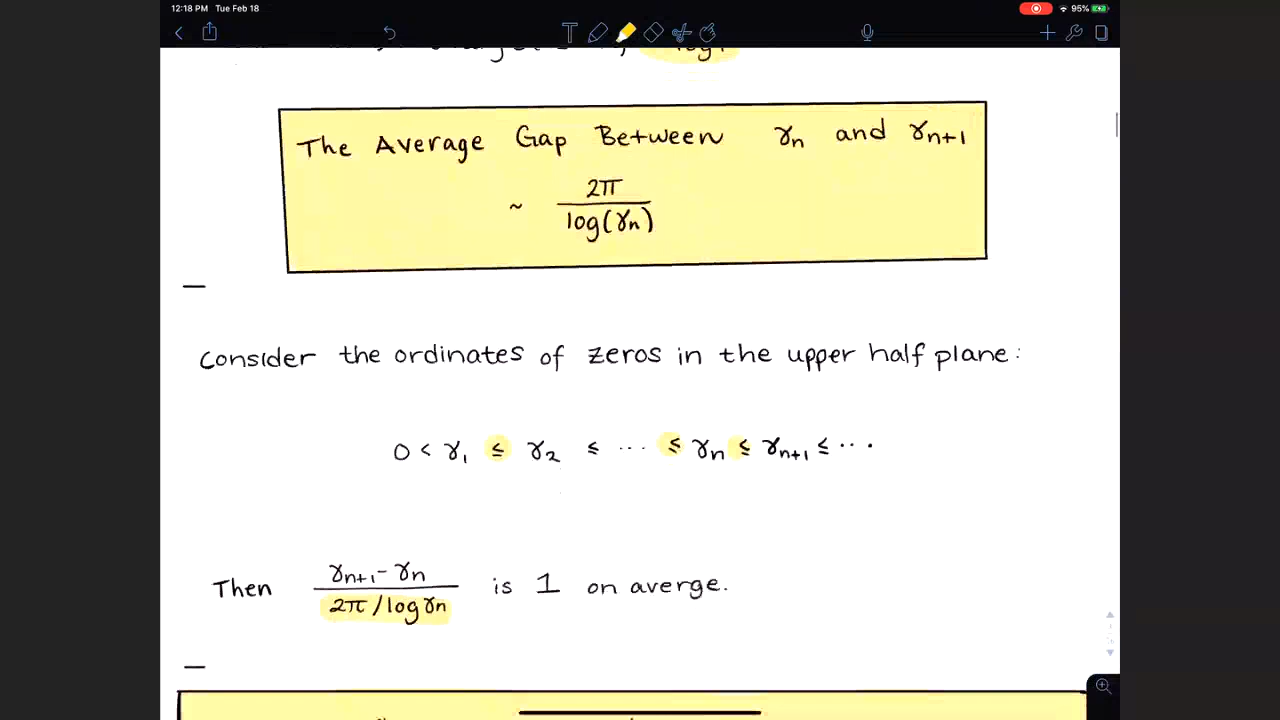 12:18 PM Tue Feb 18
95%
The Average Gap Between γn and γn+1
~ 2π / log(γn)
Consider the ordinates of zeros in the upper half plane:
0 < γ1 ≤ γ2 ≤ ... ≤ γn ≤ γn+1 ≤ ...
Then (γn+1 - γn) / (2π / log γn) is 1 on averge.